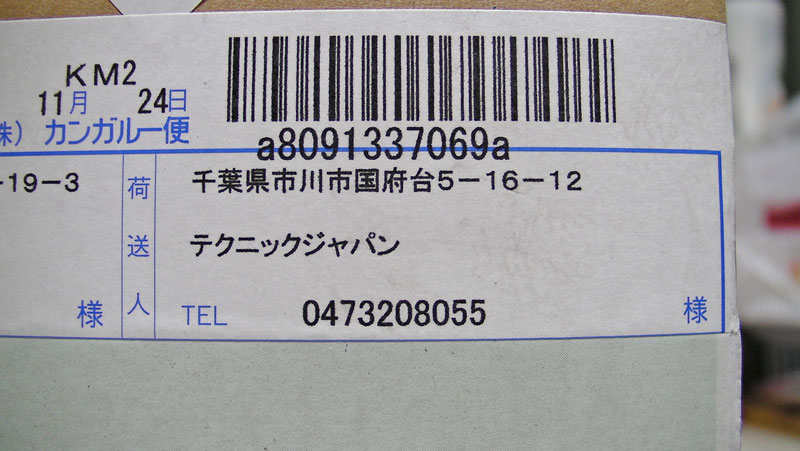 KM2
11月 24日
株） カンガルー便
a8091337069a
-19-3
様
荷送人
千葉県市川市国府台5-16-12
テクニックジャパン
TEL 0473208055 様